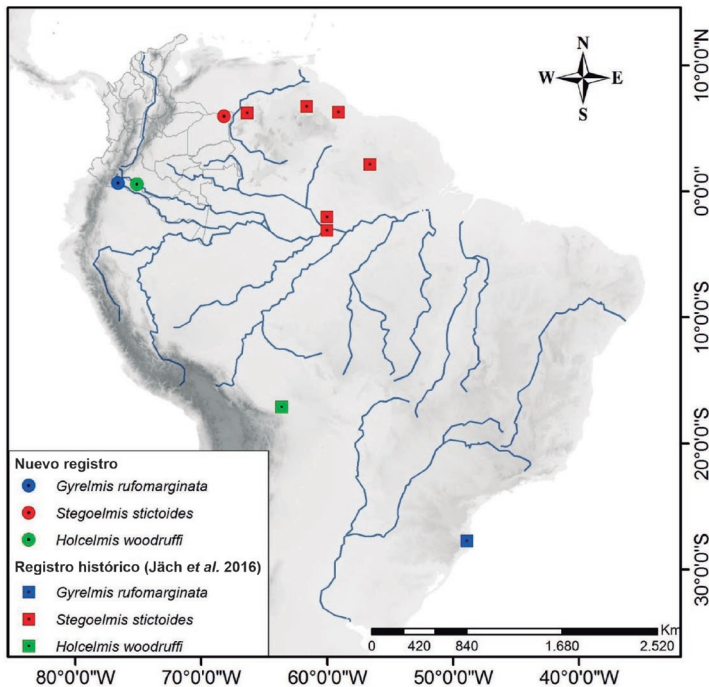 N
W E
S
10°0'0"N
0°0'0"
10°0'0"S
20°0'0"S
30°0'0"S
Nuevo registro
Gyrelmis rufomarginata
Stegoelmis stictoides
Holcelmis woodruffi
Registro histórico (Jäch et al. 2016)
Gyrelmis rufomarginata
Stegoelmis stictoides
Holcelmis woodruffi
Km
0 420 840 1.680 2.520
80°0'0"W 70°0'0"W 60°0'0"W 50°0'0"W 40°0'0"W